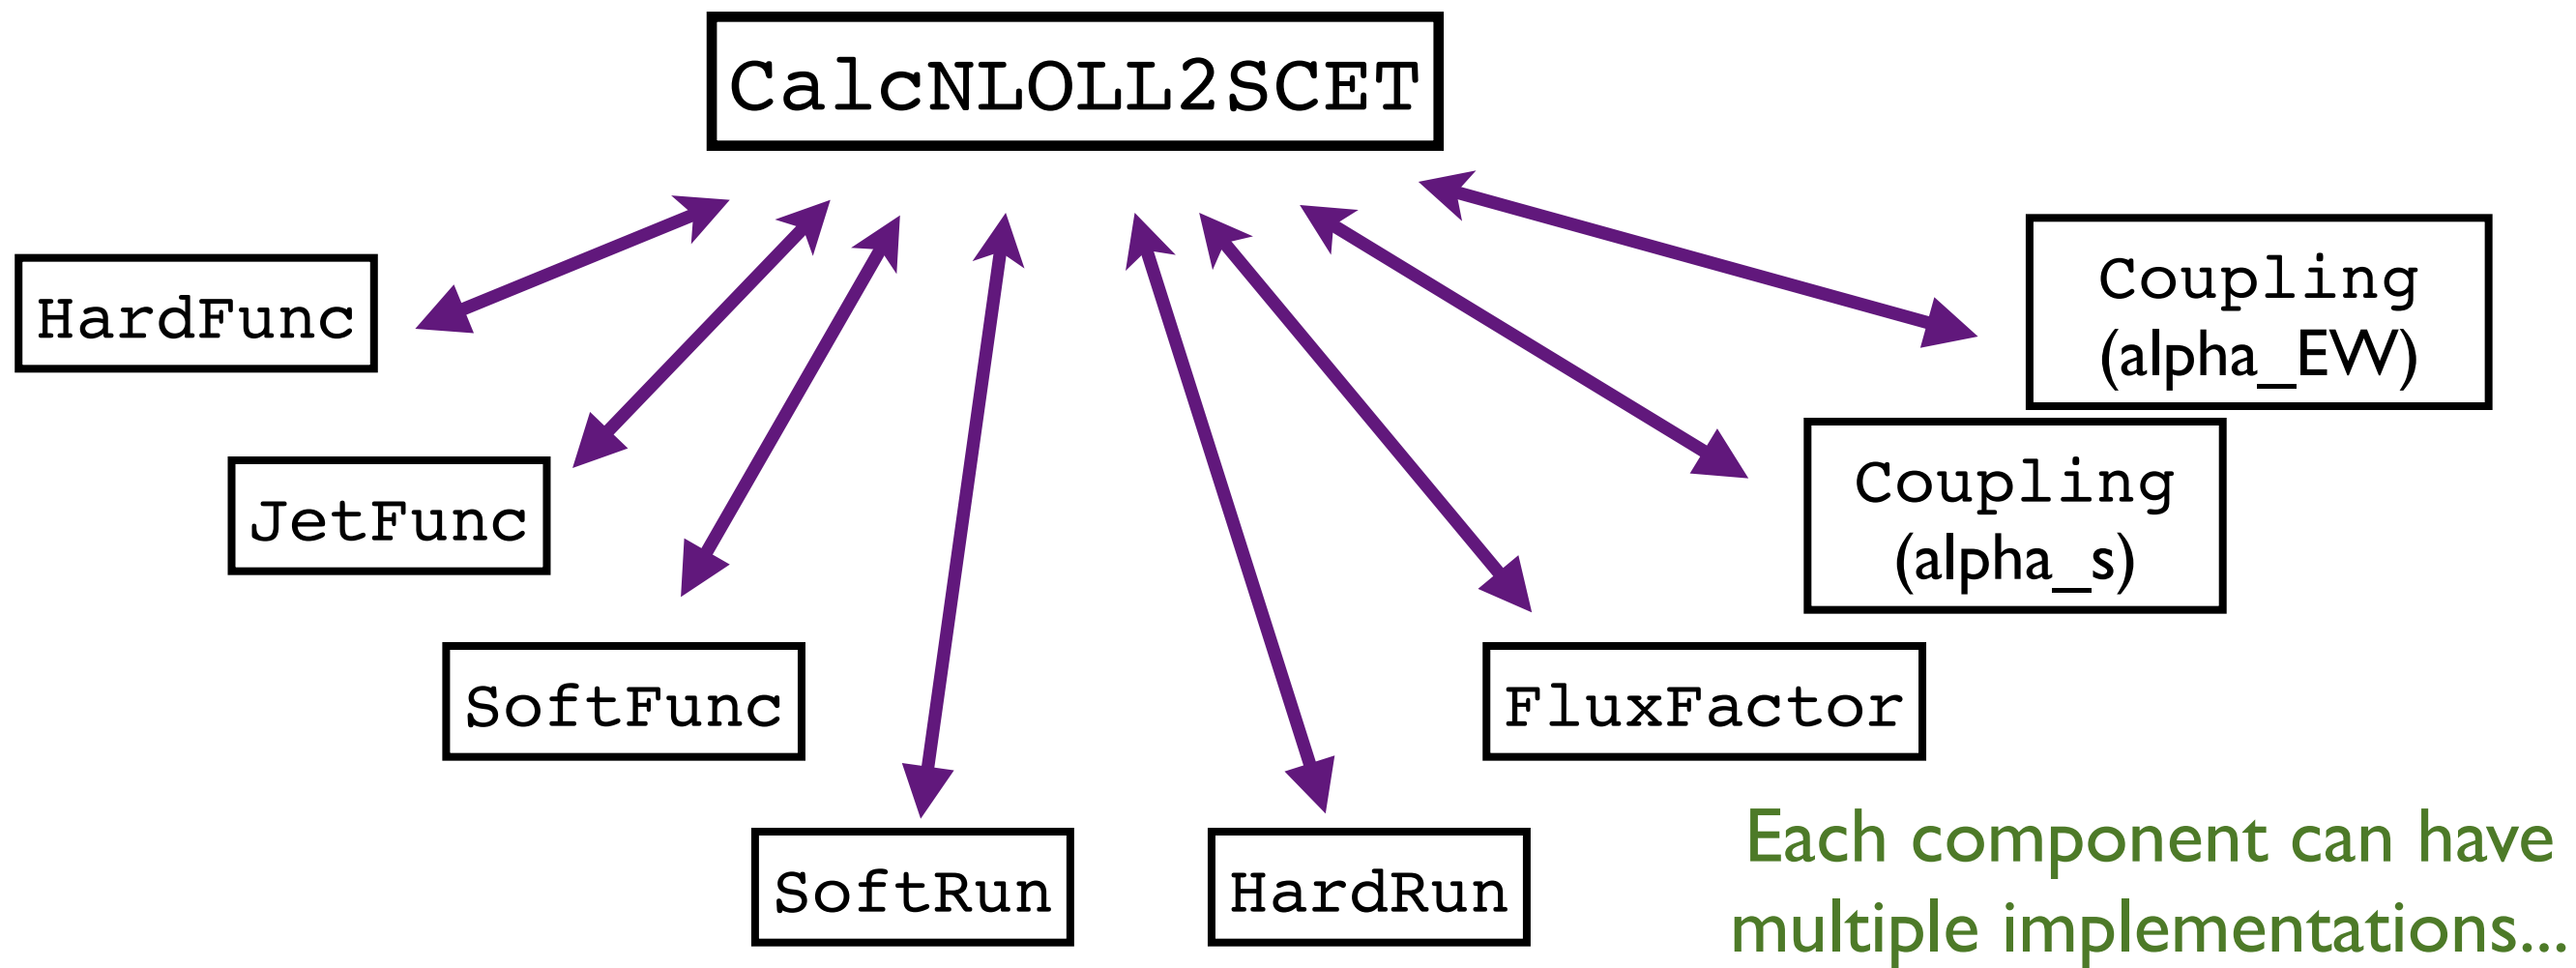 CalcNLOLL2SCET
HardFunc
Coupling
(alpha_EW)
JetFunc
Coupling
(alpha_s)
SoftFunc
FluxFactor
SoftRun
HardRun
Each component can have
multiple implementations...